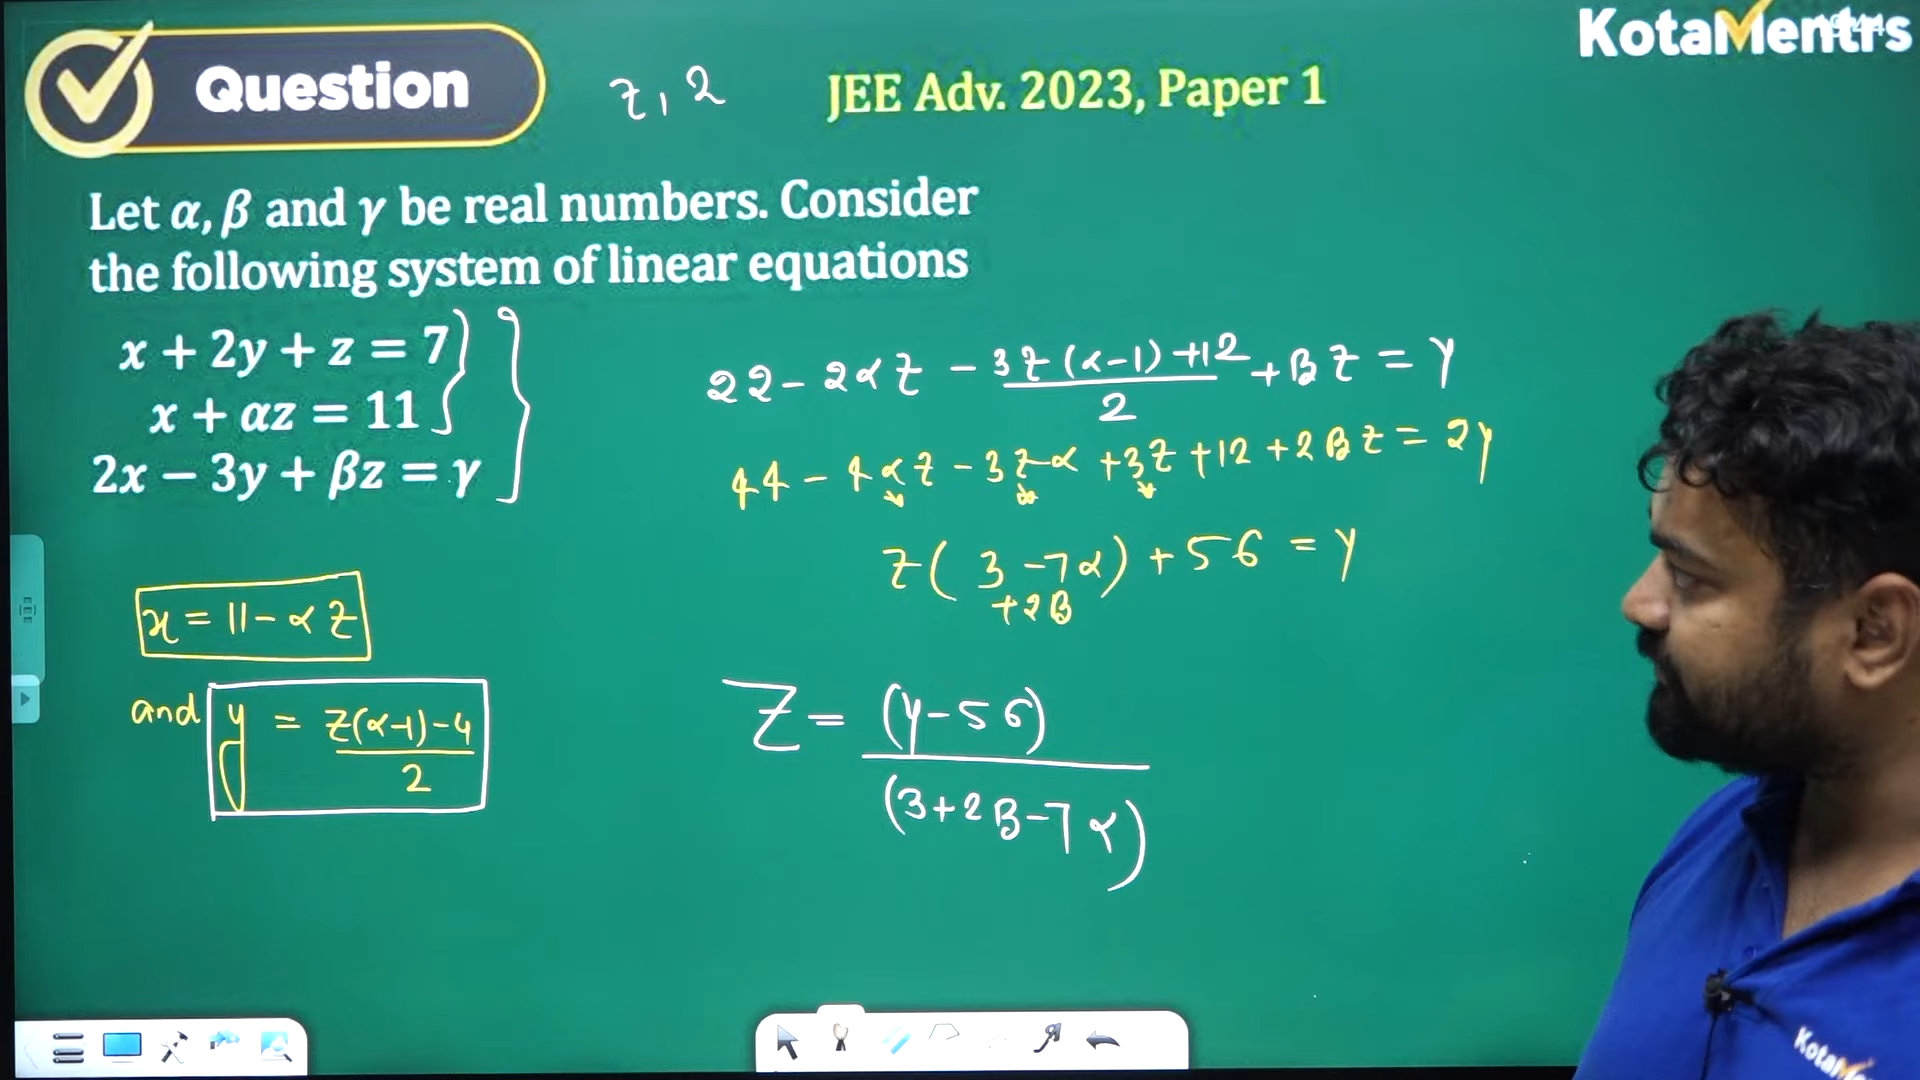 Question
z, 2
JEE Adv. 2023, Paper 1
KotaMentrs
Let α, β and γ be real numbers. Consider
the following system of linear equations
x + 2y + z = 7
x + αz = 11
2x − 3y + βz = γ
x = 11 - αz
and y = z(α-1)-4 / 2
22 - 2αz - 3z(α-1)+12 / 2 + βz = γ
44 - 4αz - 3zα + 3z + 12 + 2βz = 2γ
z( 3 - 7α) + 56 = γ
+2β
z = (γ-56) / (3+2β-7α)